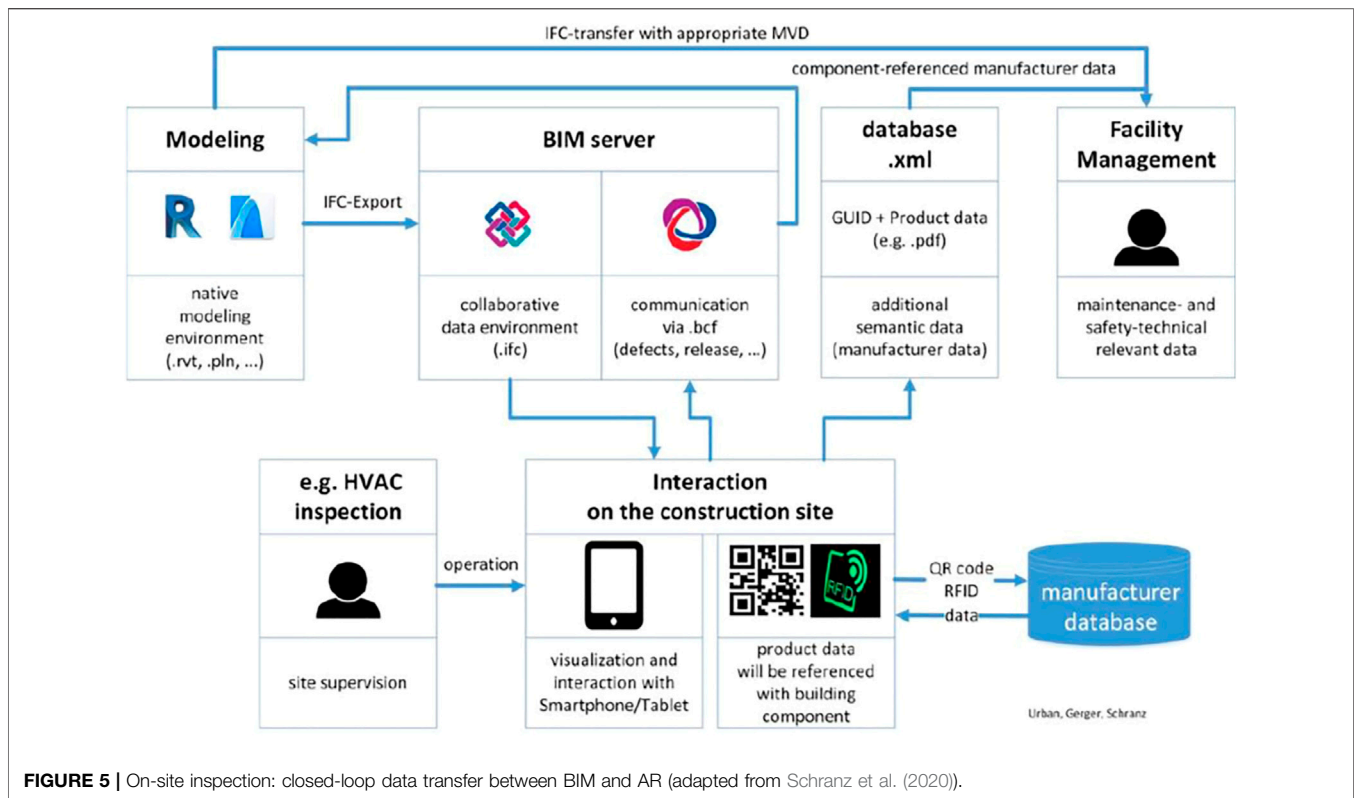 IFC-transfer with appropriate MVD
component-referenced manufacturer data
Modeling
IFC-Export
native
modeling
environment
(.rvt, .pln, ...)
BIM server
collaborative
data environment
(.ifc)
communication
via .bcf
(defects, release, ...)
database
.xml
GUID + Product data
(e.g. .pdf)
additional
semantic data
(manufacturer data)
Facility
Management
maintenance- and
safety-technical
relevant data
e.g. HVAC
inspection
site supervision
operation
Interaction
on the construction site
visualization and
interaction with
Smartphone/Tablet
RFID
product data
will be referenced
with building
component
QR code
RFID
data
manufacturer
database
Urban, Gerger, Schranz
FIGURE 5 | On-site inspection: closed-loop data transfer between BIM and AR (adapted from Schranz et al. (2020)).